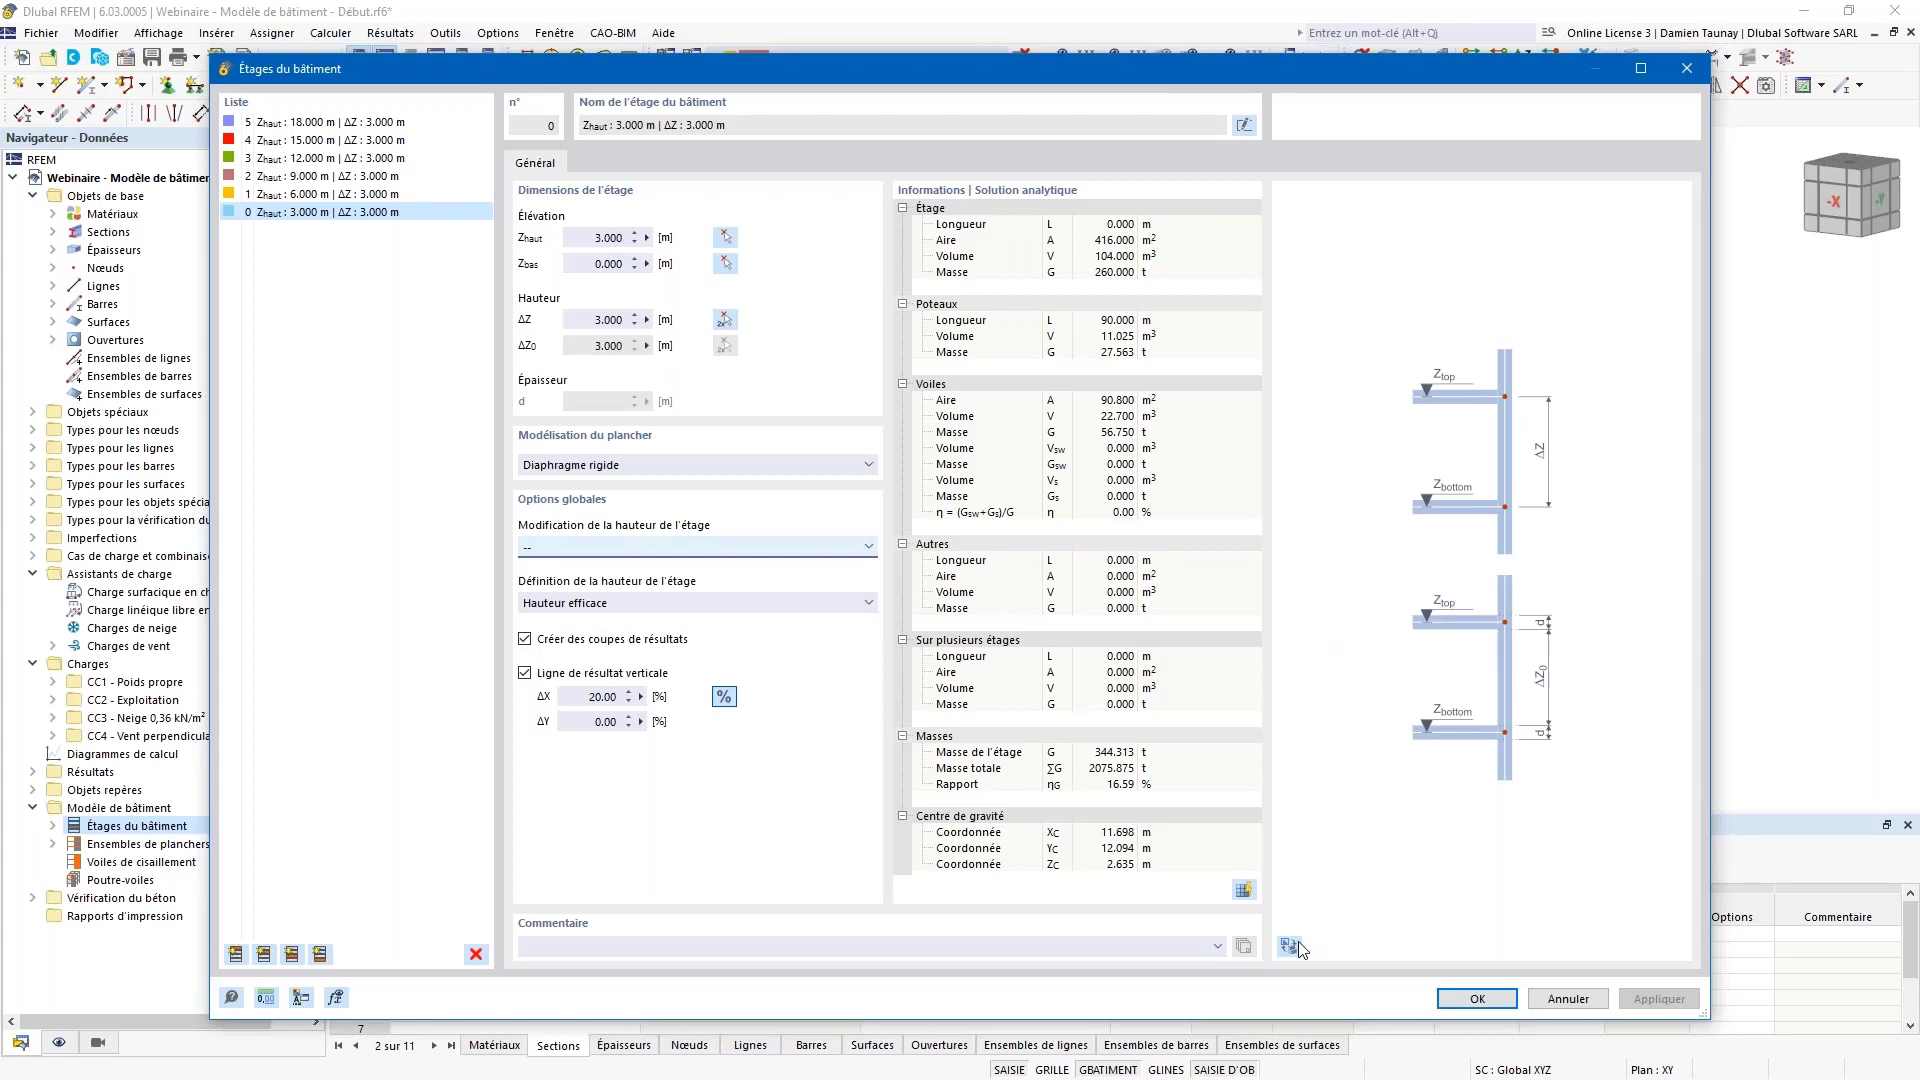 Dlubal RFEM | 6.03.0005 | Webinaire - Modèle de bâtiment - Début.rf6*
Fichier Modifier Affichage Insérer Assigner Calculer Résultats Outils Options Fenêtre CAO-BIM Aide
Entrez un mot-clé (Alt+Q)
Online License 3 | Damien Taunay | Dlubal Software SARL
Navigateur - Données
RFEM
Webinaire - Modèle de bâtimer
Objets de base
Matériaux
Sections
Épaisseurs
Nœuds
Lignes
Barres
Surfaces
Ouvertures
Ensembles de lignes
Ensembles de barres
Ensembles de surfaces
Objets spéciaux
Types pour les nœuds
Types pour les lignes
Types pour les barres
Types pour les surfaces
Types pour les objets spécia
Types pour la vérification du
Imperfections
Cas de charge et combinais
Assistants de charge
Charge surfacique en ch
Charge linéique libre en
Charges de neige
Charges de vent
Charges
CC1 - Poids propre
CC2 - Exploitation
CC3 - Neige 0,36 kN/m²
CC4 - Vent perpendicula
Diagrammes de calcul
Résultats
Objets repères
Modèle de bâtiment
Étages du bâtiment
Ensembles de planchers
Voiles de cisaillement
Poutre-voiles
Vérification du béton
Rapports d'impression
Étages du bâtiment
Liste
5 Zhaut : 18.000 m | ΔZ : 3.000 m
4 Zhaut : 15.000 m | ΔZ : 3.000 m
3 Zhaut : 12.000 m | ΔZ : 3.000 m
2 Zhaut : 9.000 m | ΔZ : 3.000 m
1 Zhaut : 6.000 m | ΔZ : 3.000 m
0 Zhaut : 3.000 m | ΔZ : 3.000 m
n°
0
Nom de l'étage du bâtiment
Zhaut : 3.000 m | ΔZ : 3.000 m
Général
Dimensions de l'étage
Élévation
Zhaut 3.000 [m]
Zbas 0.000 [m]
Hauteur
ΔZ 3.000 [m]
ΔZ0 3.000 [m]
Épaisseur
d [m]
Modélisation du plancher
Diaphragme rigide
Options globales
Modification de la hauteur de l'étage
--
Définition de la hauteur de l'étage
Hauteur efficace
Créer des coupes de résultats
Ligne de résultat verticale
ΔX 20.00 [%] %
ΔY 0.00 [%]
Informations | Solution analytique
Étage
Longueur L 0.000 m
Aire A 416.000 m2
Volume V 104.000 m3
Masse G 260.000 t
Poteaux
Longueur L 90.000 m
Volume V 11.025 m3
Masse G 27.563 t
Voiles
Aire A 90.800 m2
Volume V 22.700 m3
Masse G 56.750 t
Volume Vsw 0.000 m3
Masse Gsw 0.000 t
Volume Vs 0.000 m3
Masse Gs 0.000 t
η = (Gsw+Gs)/G η 0.00 %
Autres
Longueur L 0.000 m
Aire A 0.000 m2
Volume V 0.000 m3
Masse G 0.000 t
Sur plusieurs étages
Longueur L 0.000 m
Aire A 0.000 m2
Volume V 0.000 m3
Masse G 0.000 t
Masses
Masse de l'étage G 344.313 t
Masse totale ∑G 2075.875 t
Rapport ηG 16.59 %
Centre de gravité
Coordonnée XC 11.698 m
Coordonnée YC 12.094 m
Coordonnée ZC 2.635 m
Commentaire
Ztop
ΔZ
Zbottom
Ztop
d
ΔZ0
Zbottom
d
-X -Y
Options Commentaire
OK Annuler Appliquer
7
2 sur 11
Matériaux Sections Épaisseurs Nœuds Lignes Barres Surfaces Ouvertures Ensembles de lignes Ensembles de barres Ensembles de surfaces
SAISIE GRILLE GBATIMENT GLINES SAISIE D'OB
SC : Global XYZ
Plan : XY